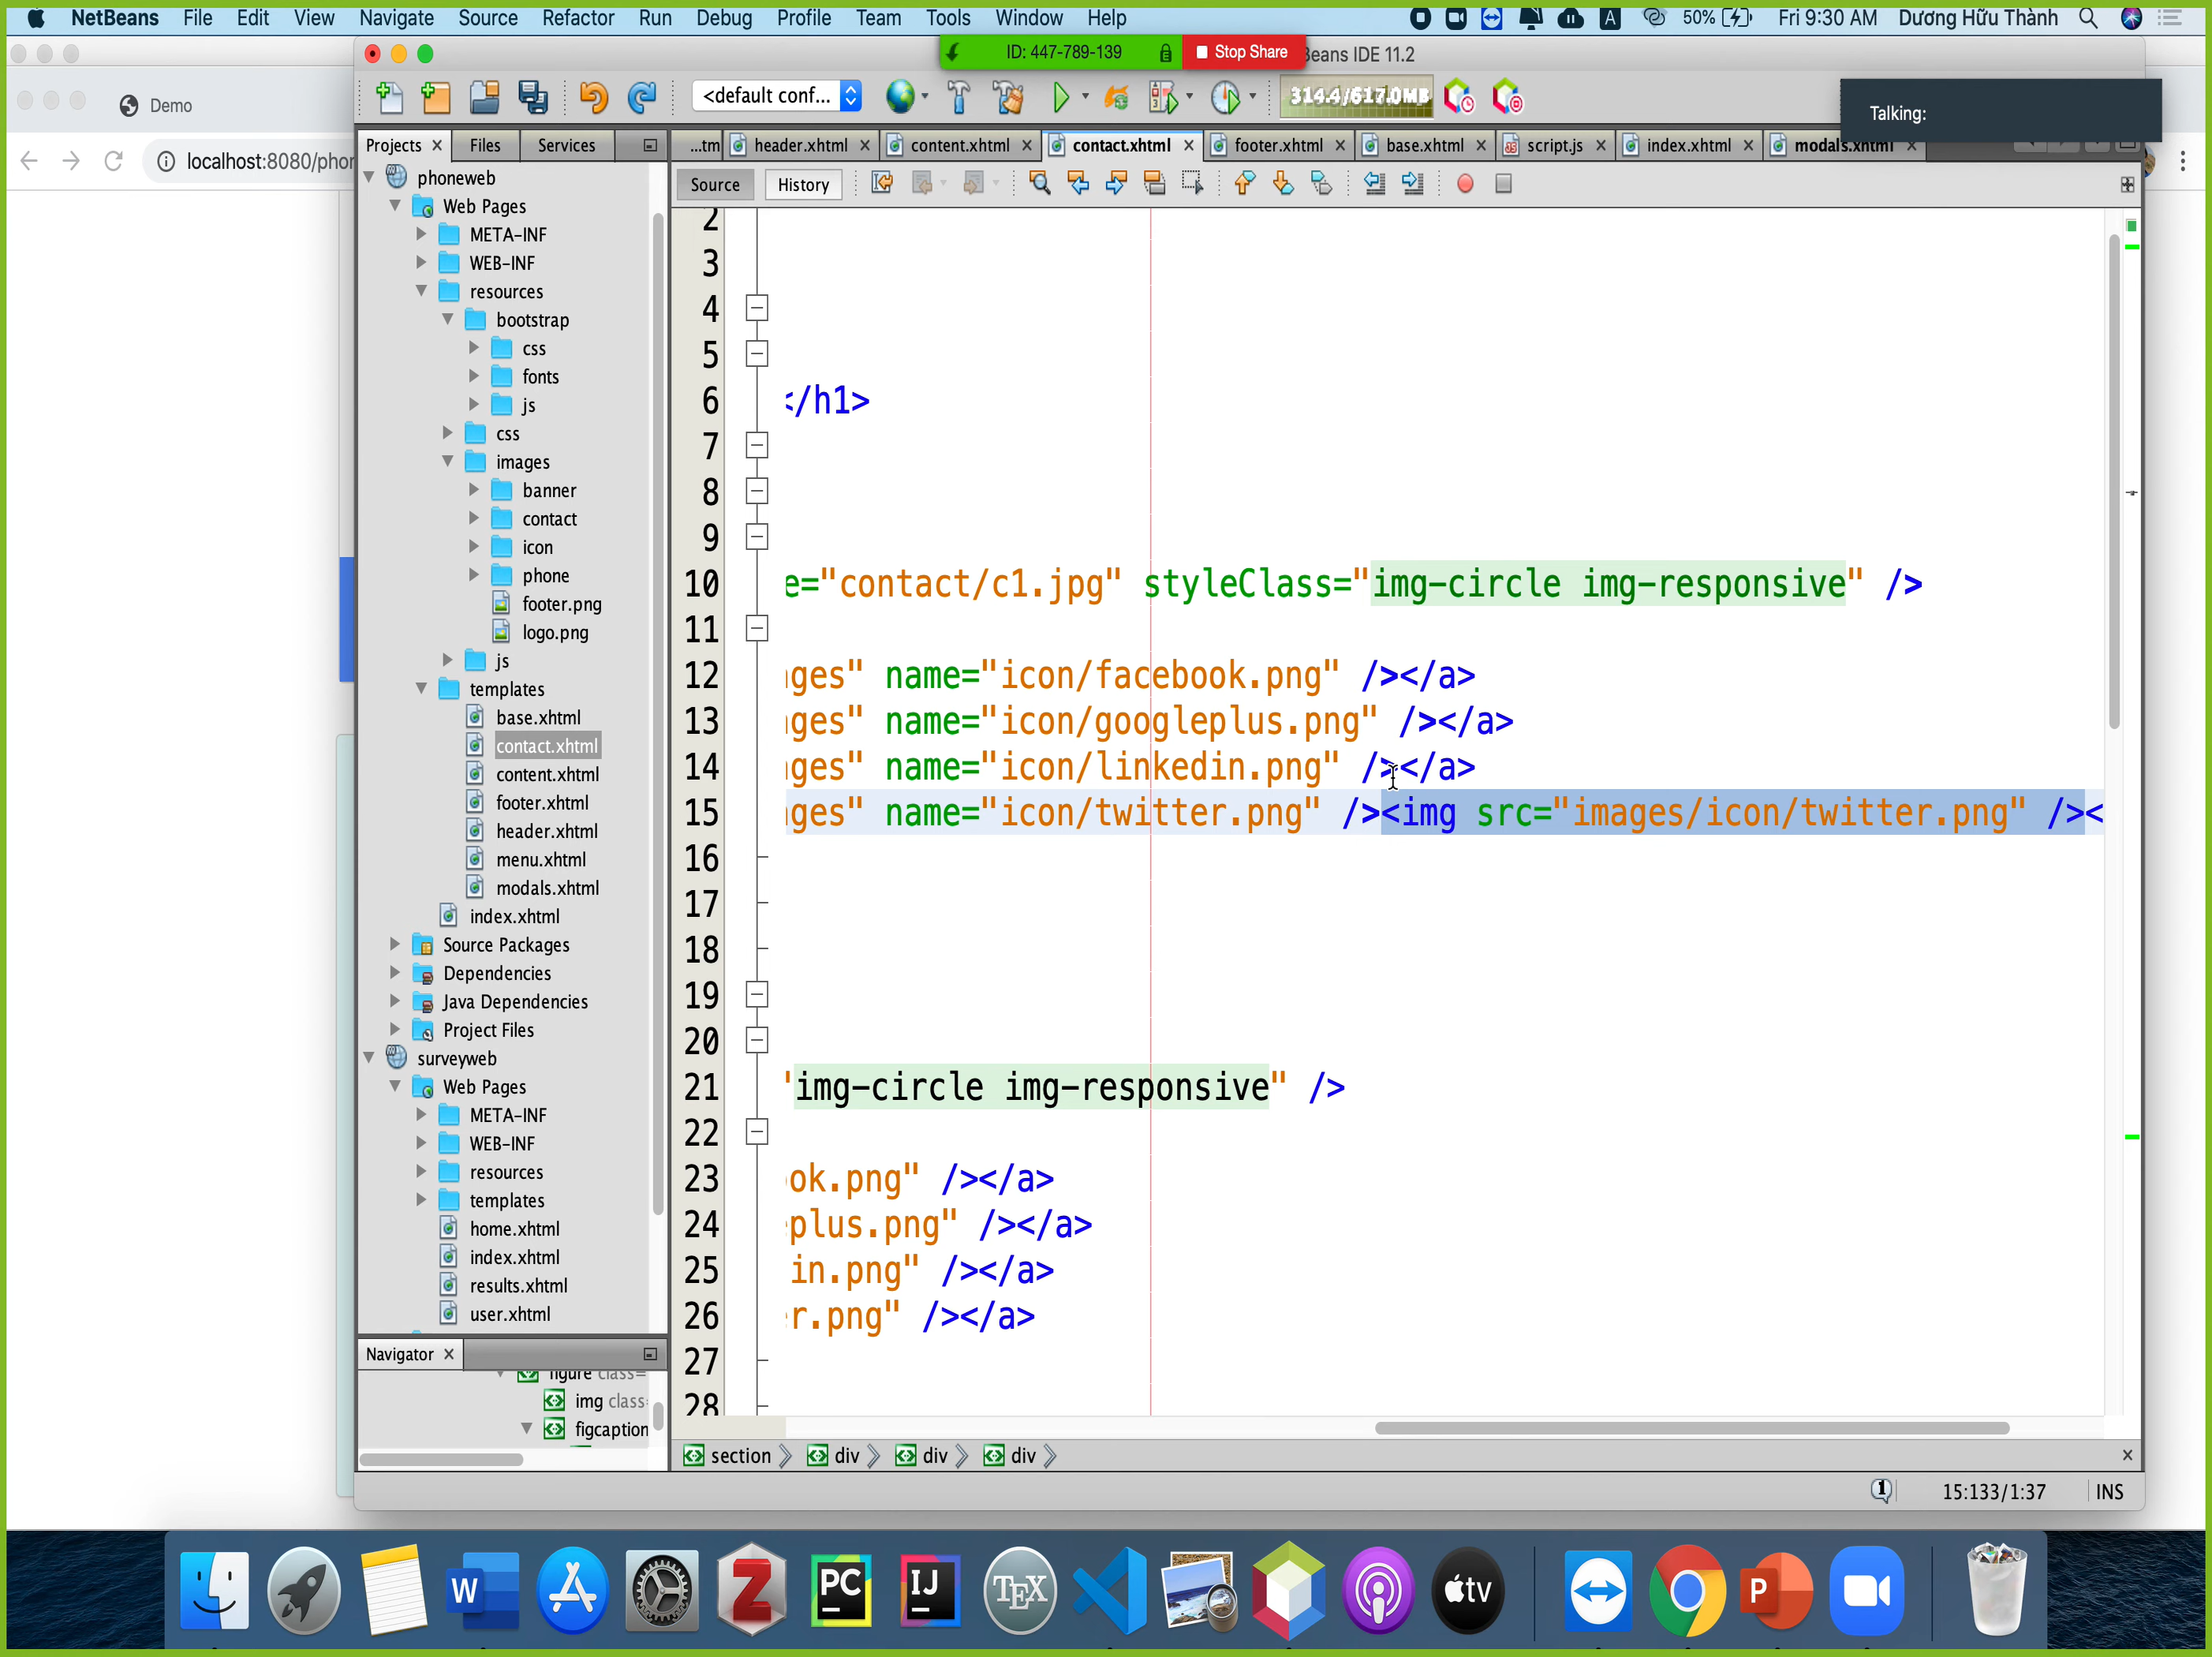 NetBeans File Edit View Navigate Source Refactor Run Debug Profile Team Tools Window Help
50% Fri 9:30 AM Dương Hữu Thành
ID: 447-789-139 Stop Share
Beans IDE 11.2
Demo
localhost:8080/phon
<default conf...
314.4/617.0MB
Talking:
Projects Files Services
...tm header.xhtml content.xhtml contact.xhtml footer.xhtml base.xhtml script.js index.xhtml modals.xhtml
Source History
phoneweb
Web Pages
META-INF
WEB-INF
resources
bootstrap
css
fonts
js
css
images
banner
contact
icon
phone
footer.png
logo.png
js
templates
base.xhtml
contact.xhtml
content.xhtml
footer.xhtml
header.xhtml
menu.xhtml
modals.xhtml
index.xhtml
Source Packages
Dependencies
Java Dependencies
Project Files
surveyweb
Web Pages
META-INF
WEB-INF
resources
templates
home.xhtml
index.xhtml
results.xhtml
user.xhtml
Navigator
figure class=
img class=
figcaption
2
3
4
5
6 </h1>
7
8
9
10 e="contact/c1.jpg" styleClass="img-circle img-responsive" />
11
12 ages" name="icon/facebook.png" /></a>
13 ages" name="icon/googleplus.png" /></a>
14 ages" name="icon/linkedin.png" /></a>
15 ages" name="icon/twitter.png" /><img src="images/icon/twitter.png" /><
16
17
18
19
20
21 "img-circle img-responsive" />
22
23 ok.png" /></a>
24 plus.png" /></a>
25 in.png" /></a>
26 r.png" /></a>
27
28
section div div div
15:133/1:37 INS
W
Z
PC
IJ
TEX
tv
P